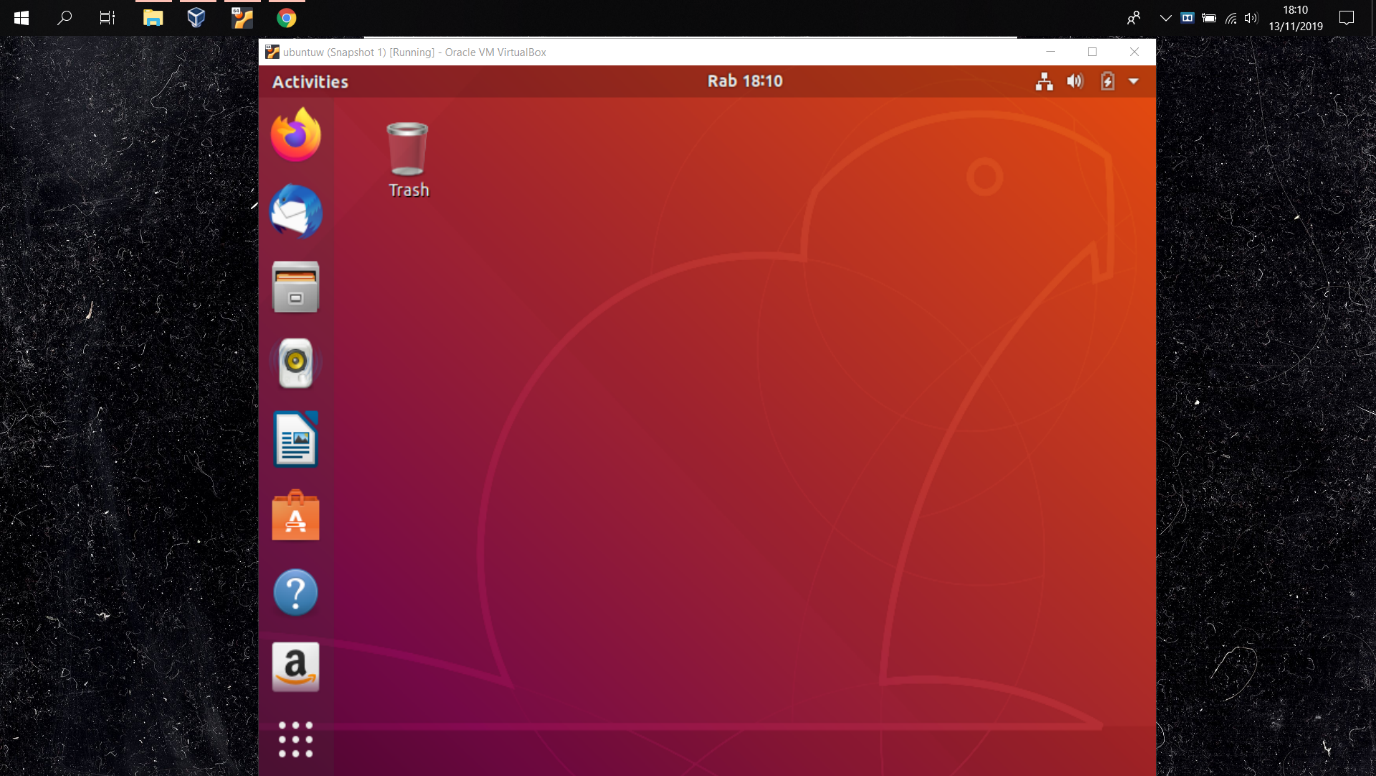 18:10
13/11/2019
ubuntuw (Snapshot 1) [Running] - Oracle VM VirtualBox
Activities
Rab 18:10
Trash